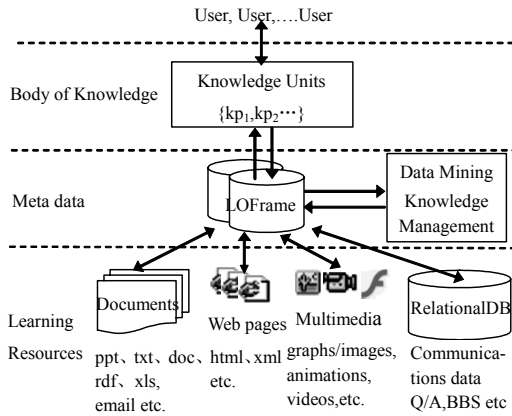 User, User,….User
Body of Knowledge
Knowledge Units
{kp1,kp2…}
Meta data
LOFrame
Data Mining
Knowledge
Management
Learning
Resources
Documents
ppt、txt、doc、
rdf、xls,
email etc.
Web pages
html、xml
etc.
Multimedia
graphs/images,
animations,
videos,etc.
RelationalDB
Communica-
tions data
Q/A,BBS etc